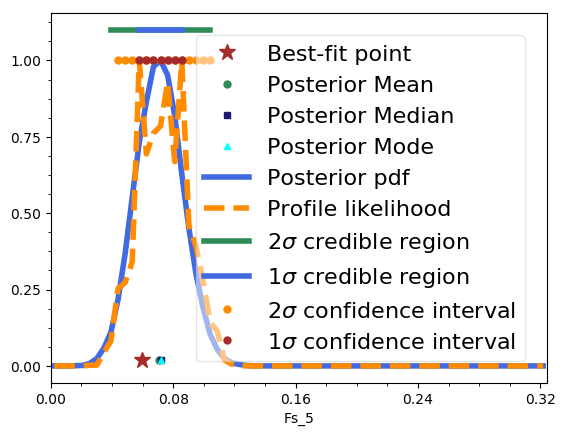 1.00
0.75
0.50
0.25
0.00
Best-fit point
Posterior Mean
Posterior Median
Posterior Mode
Posterior pdf
Profile likelihood
2σ credible region
1σ credible region
2σ confidence interval
1σ confidence interval
0.00 0.08 0.16 0.24 0.32
Fs_5